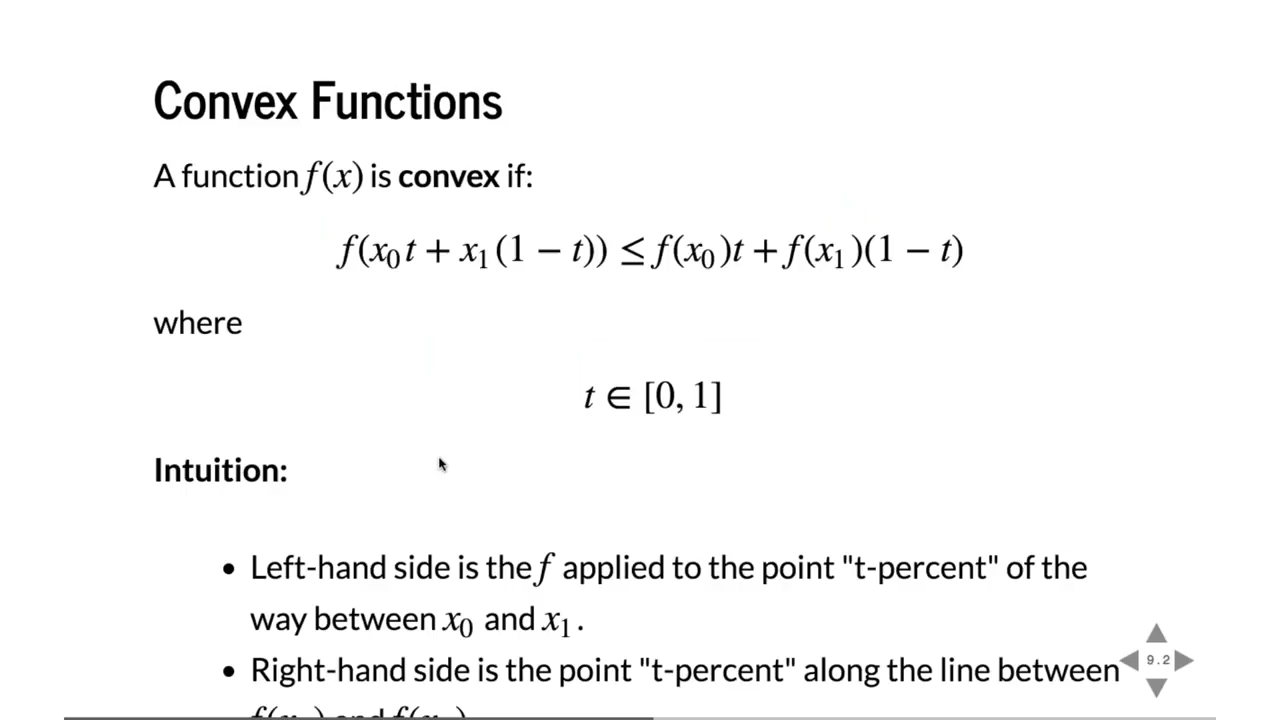 Convex Functions
A function f(x) is convex if:
f(x₀t + x₁(1 − t)) ≤ f(x₀)t + f(x₁)(1 − t)
where
t ∈ [0, 1]
Intuition:
• Left-hand side is the f applied to the point "t-percent" of the
way between x₀ and x₁.
• Right-hand side is the point "t-percent" along the line between
and
9.2